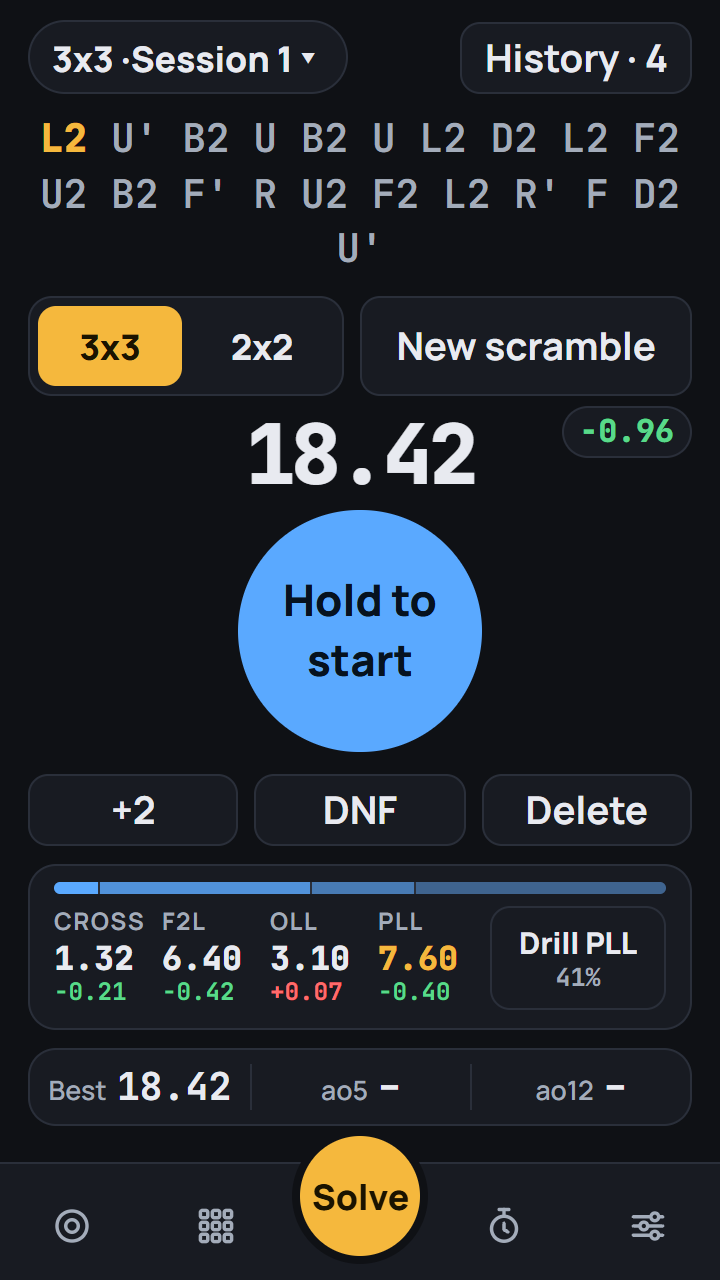 3x3 ·Session 1 ▾
History · 4
L2 U' B2 U B2 U L2 D2 L2 F2
U2 B2 F' R U2 F2 L2 R' F D2
U'
3x3 2x2 New scramble
18.42
-0.96
Hold to
start
+2 DNF Delete
CROSS F2L OLL PLL
1.32 6.40 3.10 7.60
-0.21 -0.42 +0.07 -0.40
Drill PLL
41%
Best 18.42 ao5 – ao12 –
Solve